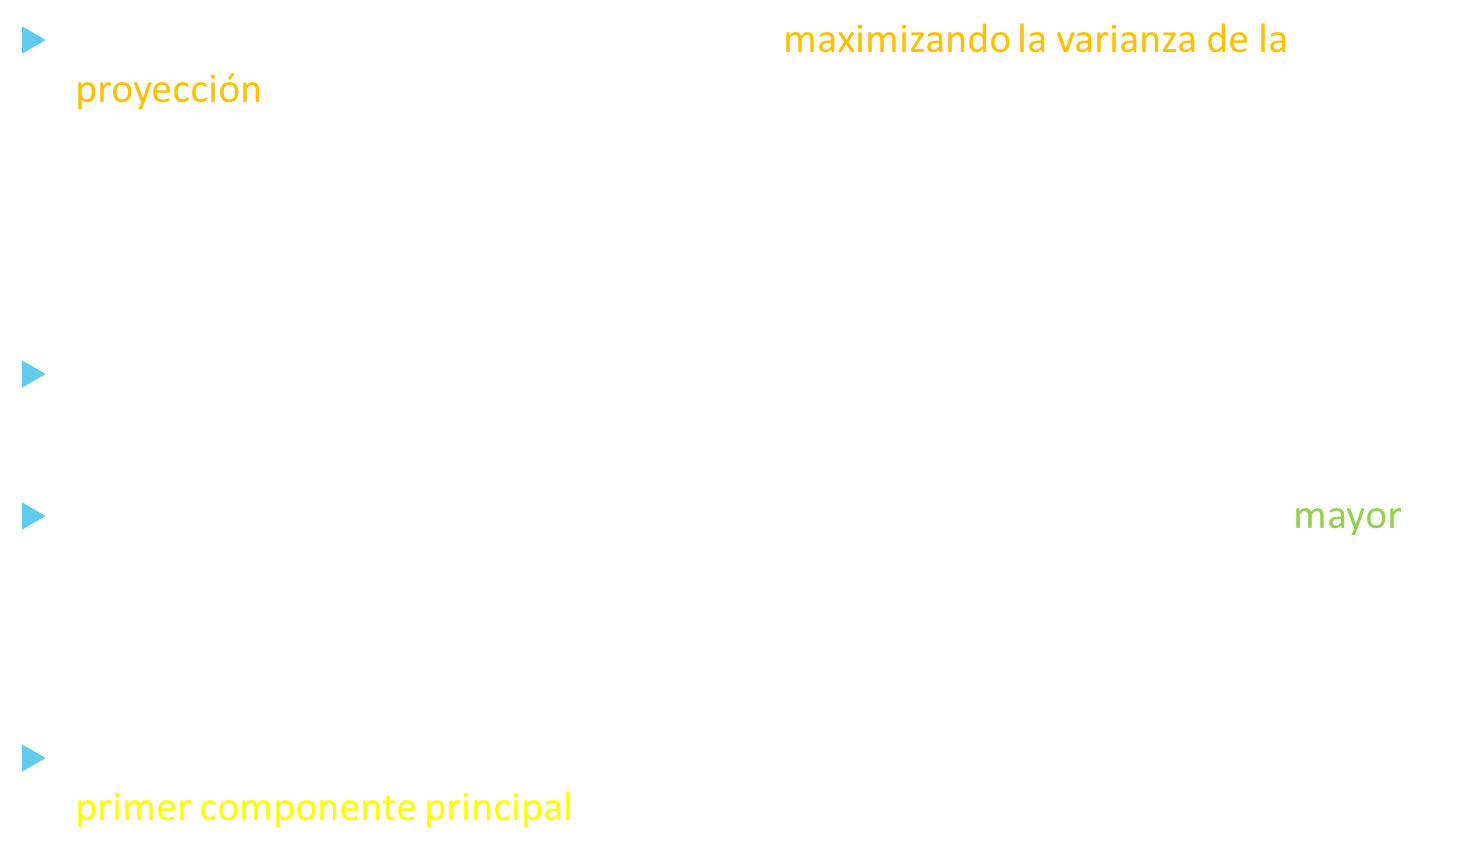 maximizando la varianza de la
proyección
mayor
primer componente principal